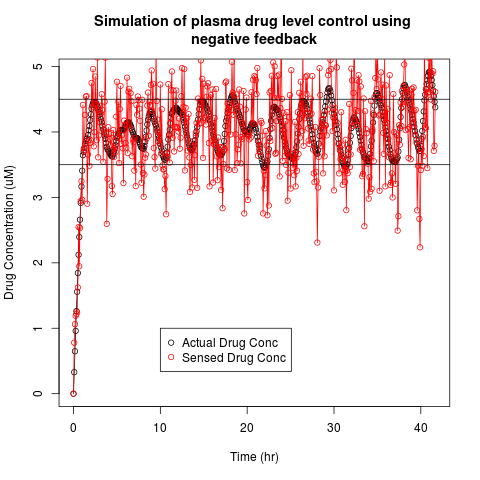 Simulation of plasma drug level control using
negative feedback
Drug Concentration (uM)
5
4
3
2
1
0
Actual Drug Conc
Sensed Drug Conc
0
10
20
30
40
Time (hr)